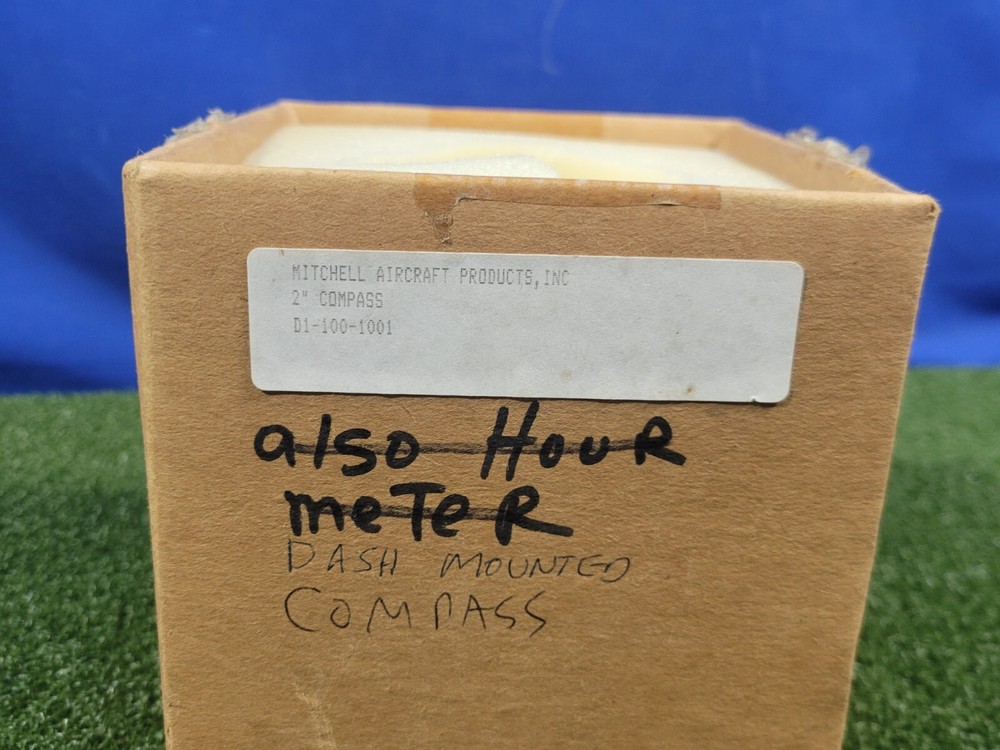 MITCHELL AIRCRAFT PRODUCTS,INC
2" COMPASS
D1-100-1001
also HouR
meTeR
DASH MOUNTED
COMPASS